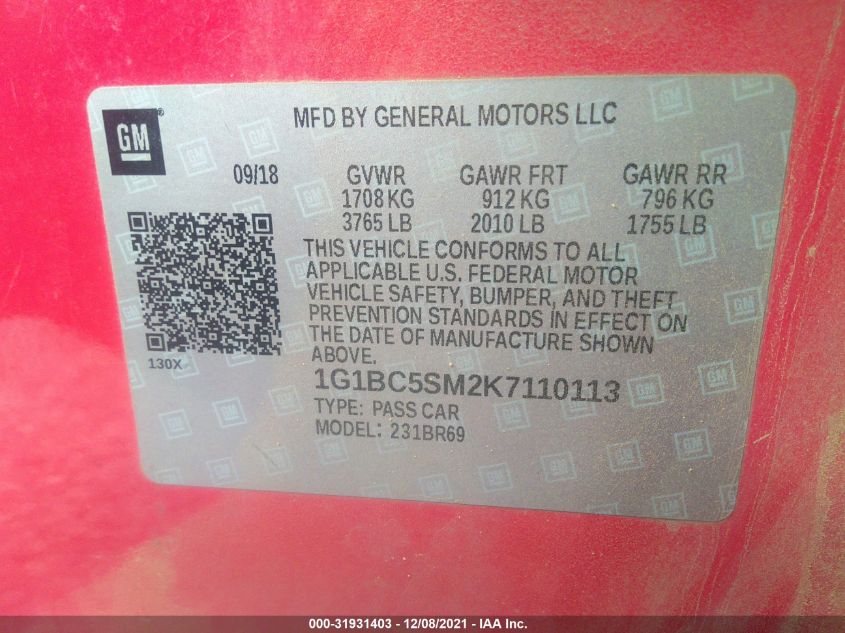 GM
MFD BY GENERAL MOTORS LLC
09/18 GVWR GAWR FRT GAWR RR
1708 KG 912 KG 796 KG
3765 LB 2010 LB 1755 LB
THIS VEHICLE CONFORMS TO ALL
APPLICABLE U.S. FEDERAL MOTOR
VEHICLE SAFETY, BUMPER, AND THEFT
PREVENTION STANDARDS IN EFFECT ON
THE DATE OF MANUFACTURE SHOWN
ABOVE.
130X
1G1BC5SM2K7110113
TYPE: PASS CAR
MODEL: 231BR69
000-31931403 - 12/08/2021 - IAA Inc.